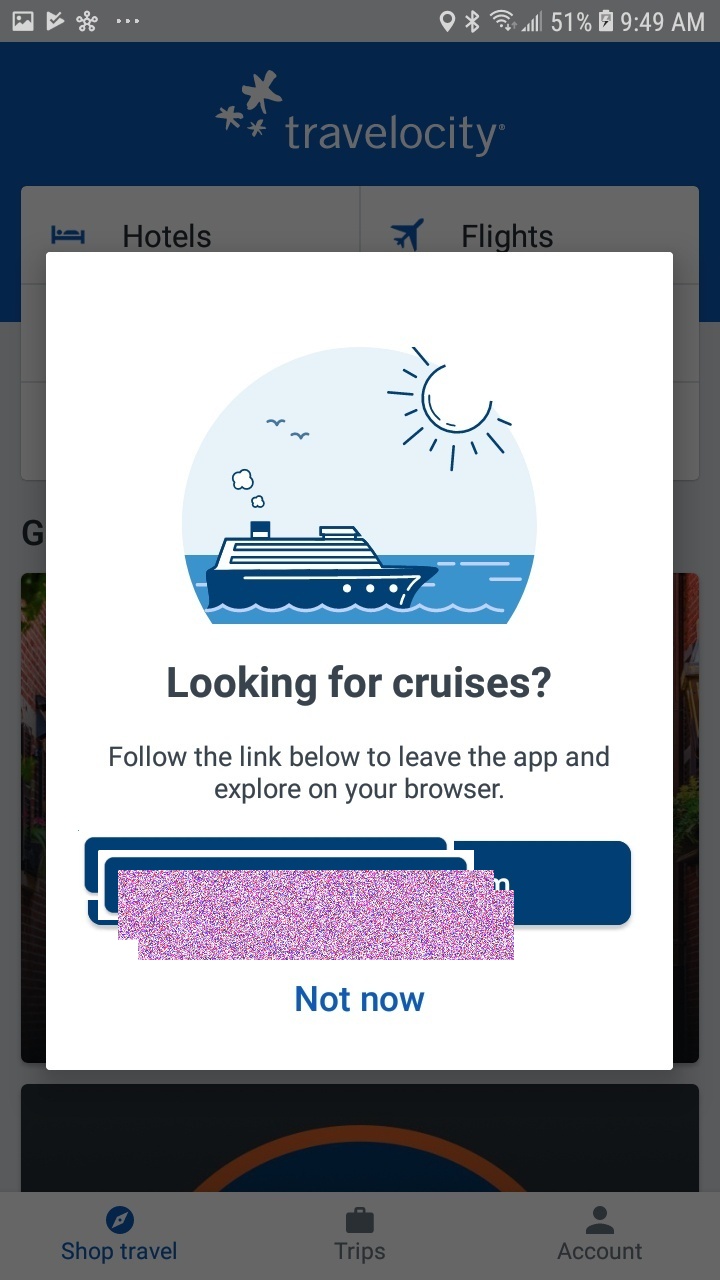 51% 9:49 AM
travelocity
Hotels
Flights
G
Looking for cruises?
Follow the link below to leave the app and
explore on your browser.
Not now
Shop travel
Trips
Account